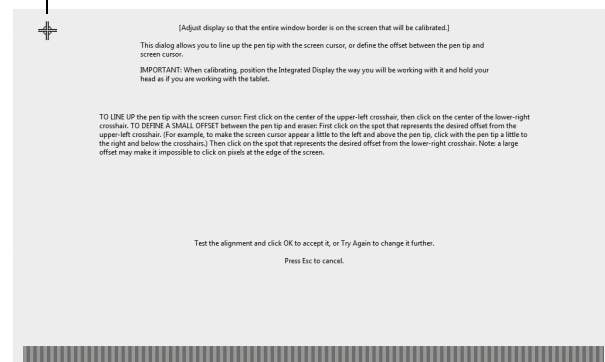 [Adjust display so that the entire window border is on the screen that will be calibrated.]
This dialog allows you to line up the pen tip with the screen cursor, or define the offset between the pen tip and
screen cursor.
IMPORTANT: When calibrating, position the Integrated Display the way you will be working with it and hold your
head as if you are working with the tablet.
TO LINE UP the pen tip with the screen cursor: First click on the center of the upper-left crosshair, then click on the center of the lower-right
crosshair. TO DEFINE A SMALL OFFSET between the pen tip and eraser: First click on the spot that represents the desired offset from the
upper-left crosshair. (For example, to make the screen cursor appear a little to the left and above the pen tip, click with the pen tip a little to
the right and below the crosshairs.) Then click on the spot that represents the desired offset from the lower-right crosshair. Note: a large
offset may make it impossible to click on pixels at the edge of the screen.
Test the alignment and click OK to accept it, or Try Again to change it further.
Press Esc to cancel.